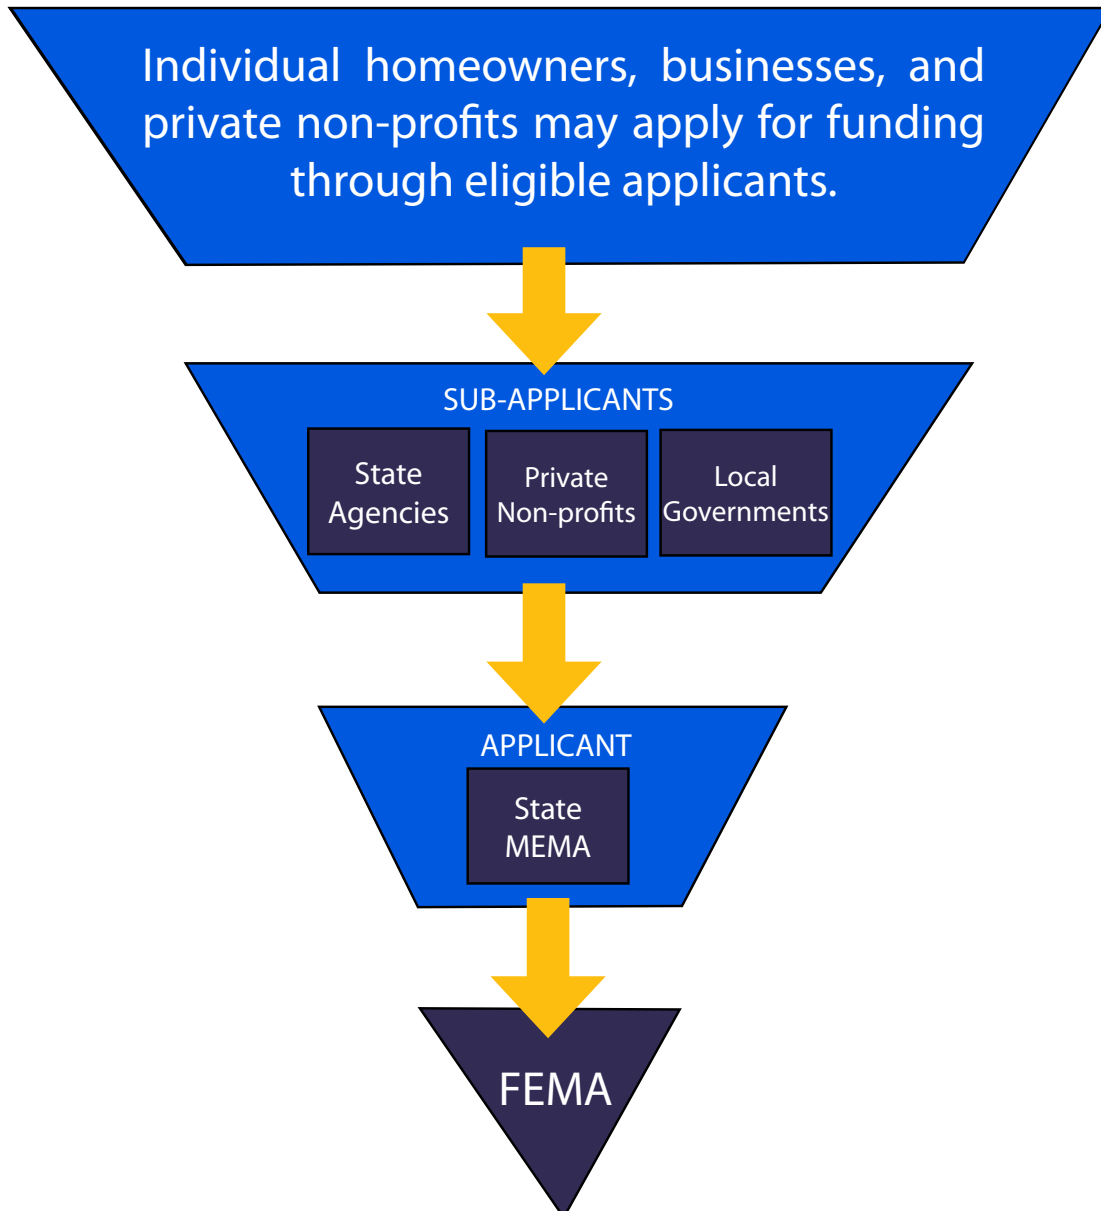 Individual homeowners, businesses, and
private non-profits may apply for funding
through eligible applicants.
SUB-APPLICANTS
State
Agencies
Private
Non-profits
Local
Governments
APPLICANT
State
MEMA
FEMA